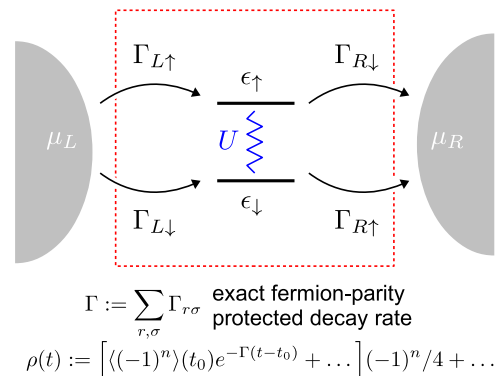 Γ_{L↑} Γ_{R↓}
ϵ_↑
μ_L U μ_R
ϵ_↓
Γ_{L↓} Γ_{R↑}
Γ := ∑_{r,σ} Γ_{rσ} exact fermion-parity
protected decay rate
ρ(t) := [⟨(-1)^n⟩(t_0)e^{-Γ(t-t_0)} + ...](-1)^n/4 + ...